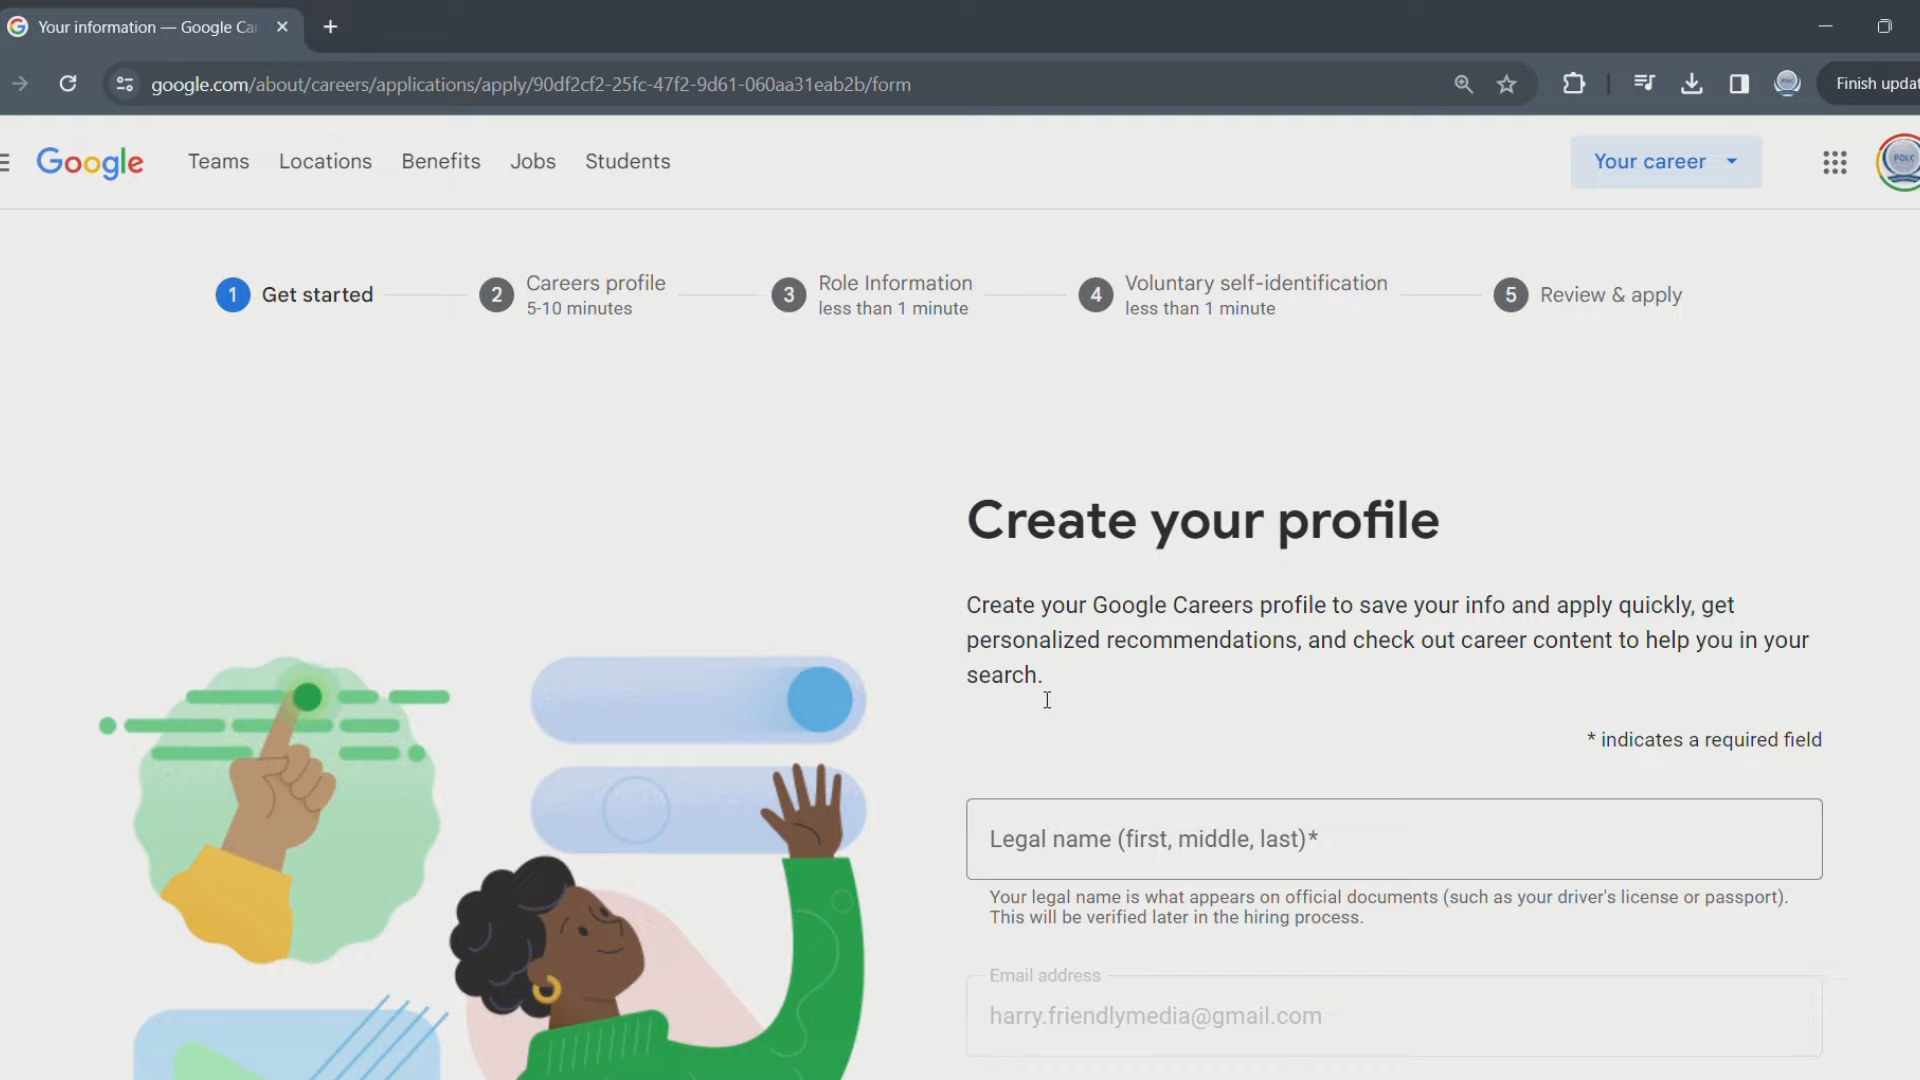 Your information — Google Ca
google.com/about/careers/applications/apply/90df2cf2-25fc-47f2-9d61-060aa31eab2b/form
Finish updat
Google
Teams
Locations
Benefits
Jobs
Students
Your career
POLC
1 Get started
2 Careers profile
5-10 minutes
3 Role Information
less than 1 minute
4 Voluntary self-identification
less than 1 minute
5 Review & apply
Create your profile
Create your Google Careers profile to save your info and apply quickly, get
personalized recommendations, and check out career content to help you in your
search.
* indicates a required field
Legal name (first, middle, last)*
Your legal name is what appears on official documents (such as your driver's license or passport).
This will be verified later in the hiring process.
Email address
harry.friendlymedia@gmail.com